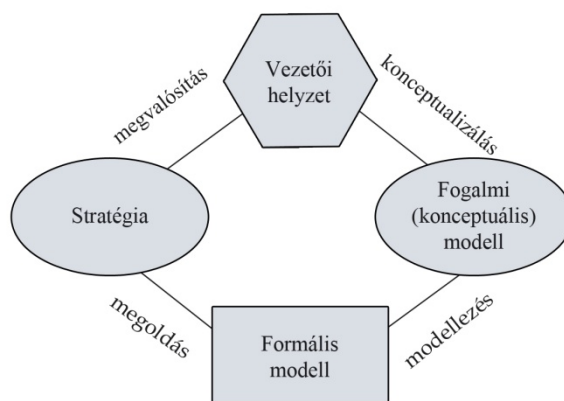 Vezetői
helyzet
megvalósítás
konceptualizálás
Stratégia
Fogalmi
(konceptuális)
modell
megoldás
modellezés
Formális
modell